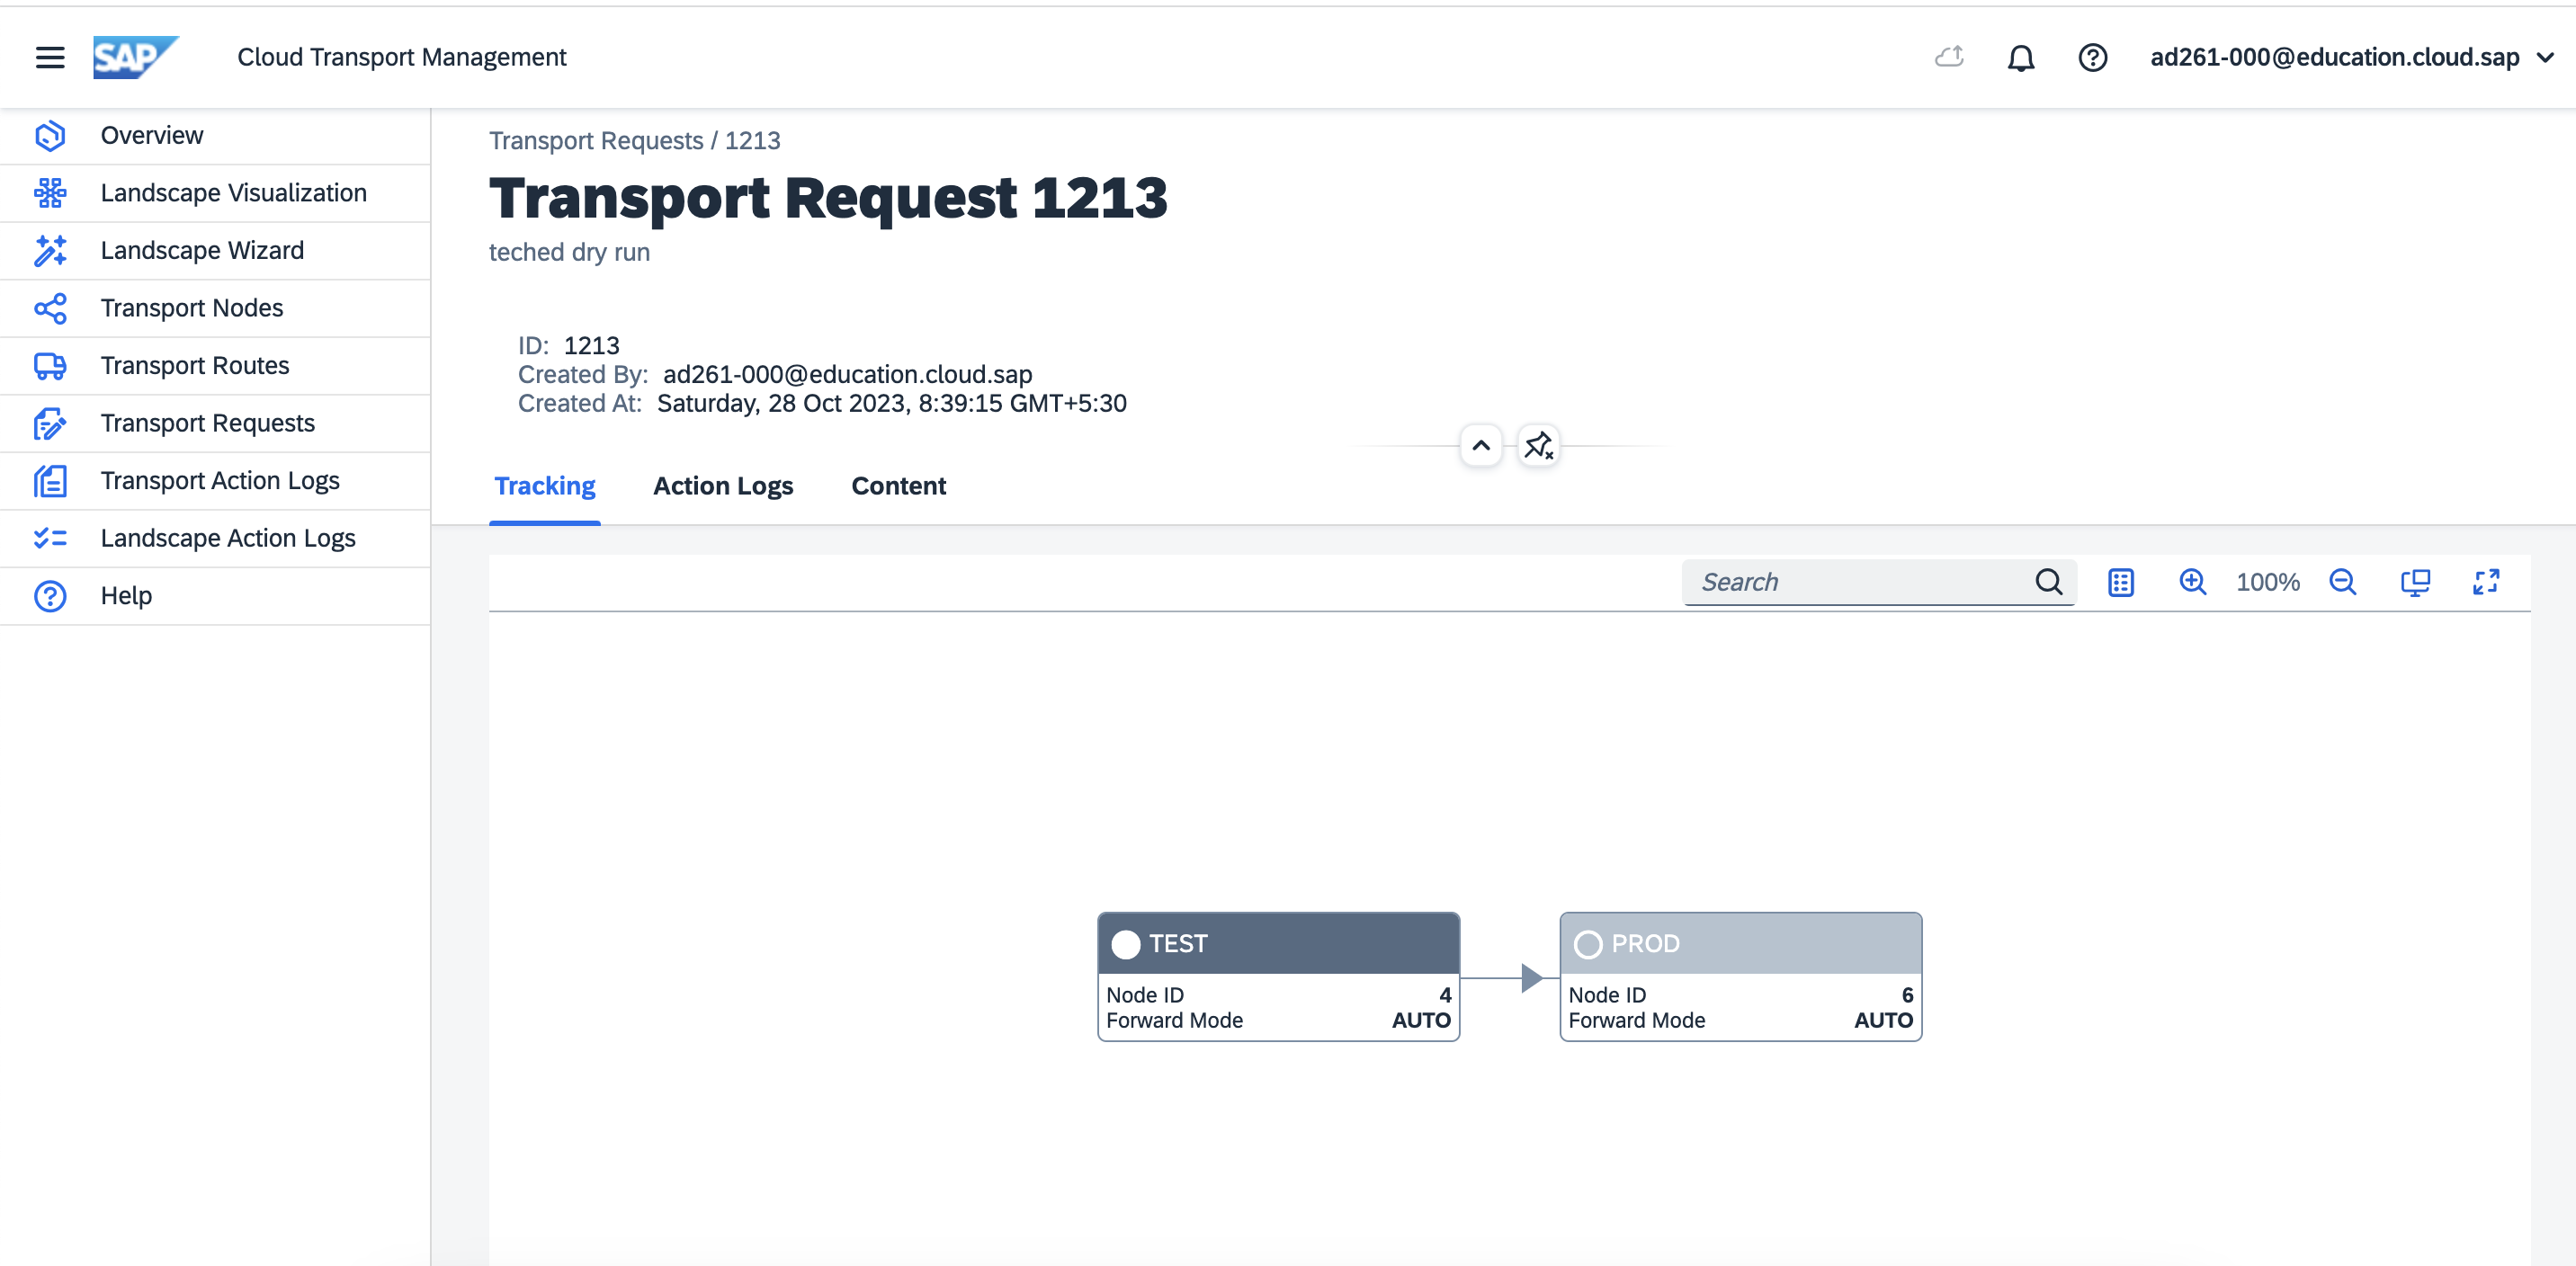 SAP
Cloud Transport Management
ad261-000@education.cloud.sap
Overview
Landscape Visualization
Landscape Wizard
Transport Nodes
Transport Routes
Transport Requests
Transport Action Logs
Landscape Action Logs
Help
Transport Requests / 1213
Transport Request 1213
teched dry run
ID: 1213
Created By: ad261-000@education.cloud.sap
Created At: Saturday, 28 Oct 2023, 8:39:15 GMT+5:30
Tracking Action Logs Content
Search 100%
TEST
Node ID 4
Forward Mode AUTO
PROD
Node ID 6
Forward Mode AUTO